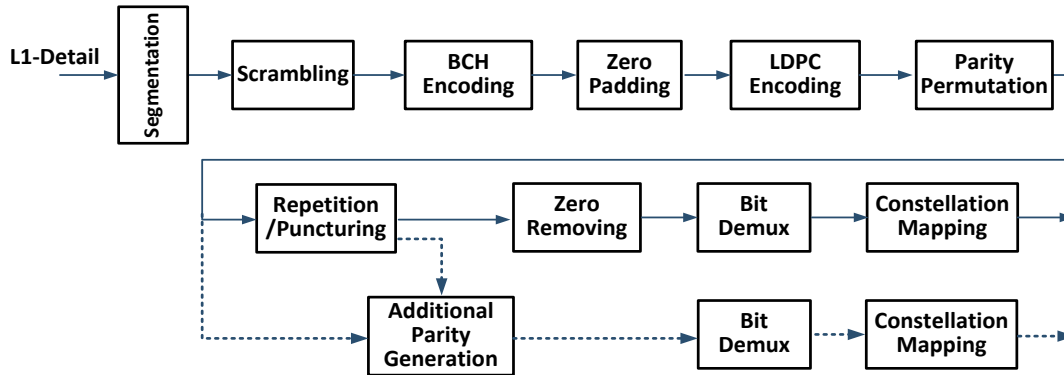 L1-Detail
Segmentation
Scrambling
BCH
Encoding
Zero
Padding
LDPC
Encoding
Parity
Permutation
Repetition
/Puncturing
Zero
Removing
Bit
Demux
Constellation
Mapping
Additional
Parity
Generation
Bit
Demux
Constellation
Mapping